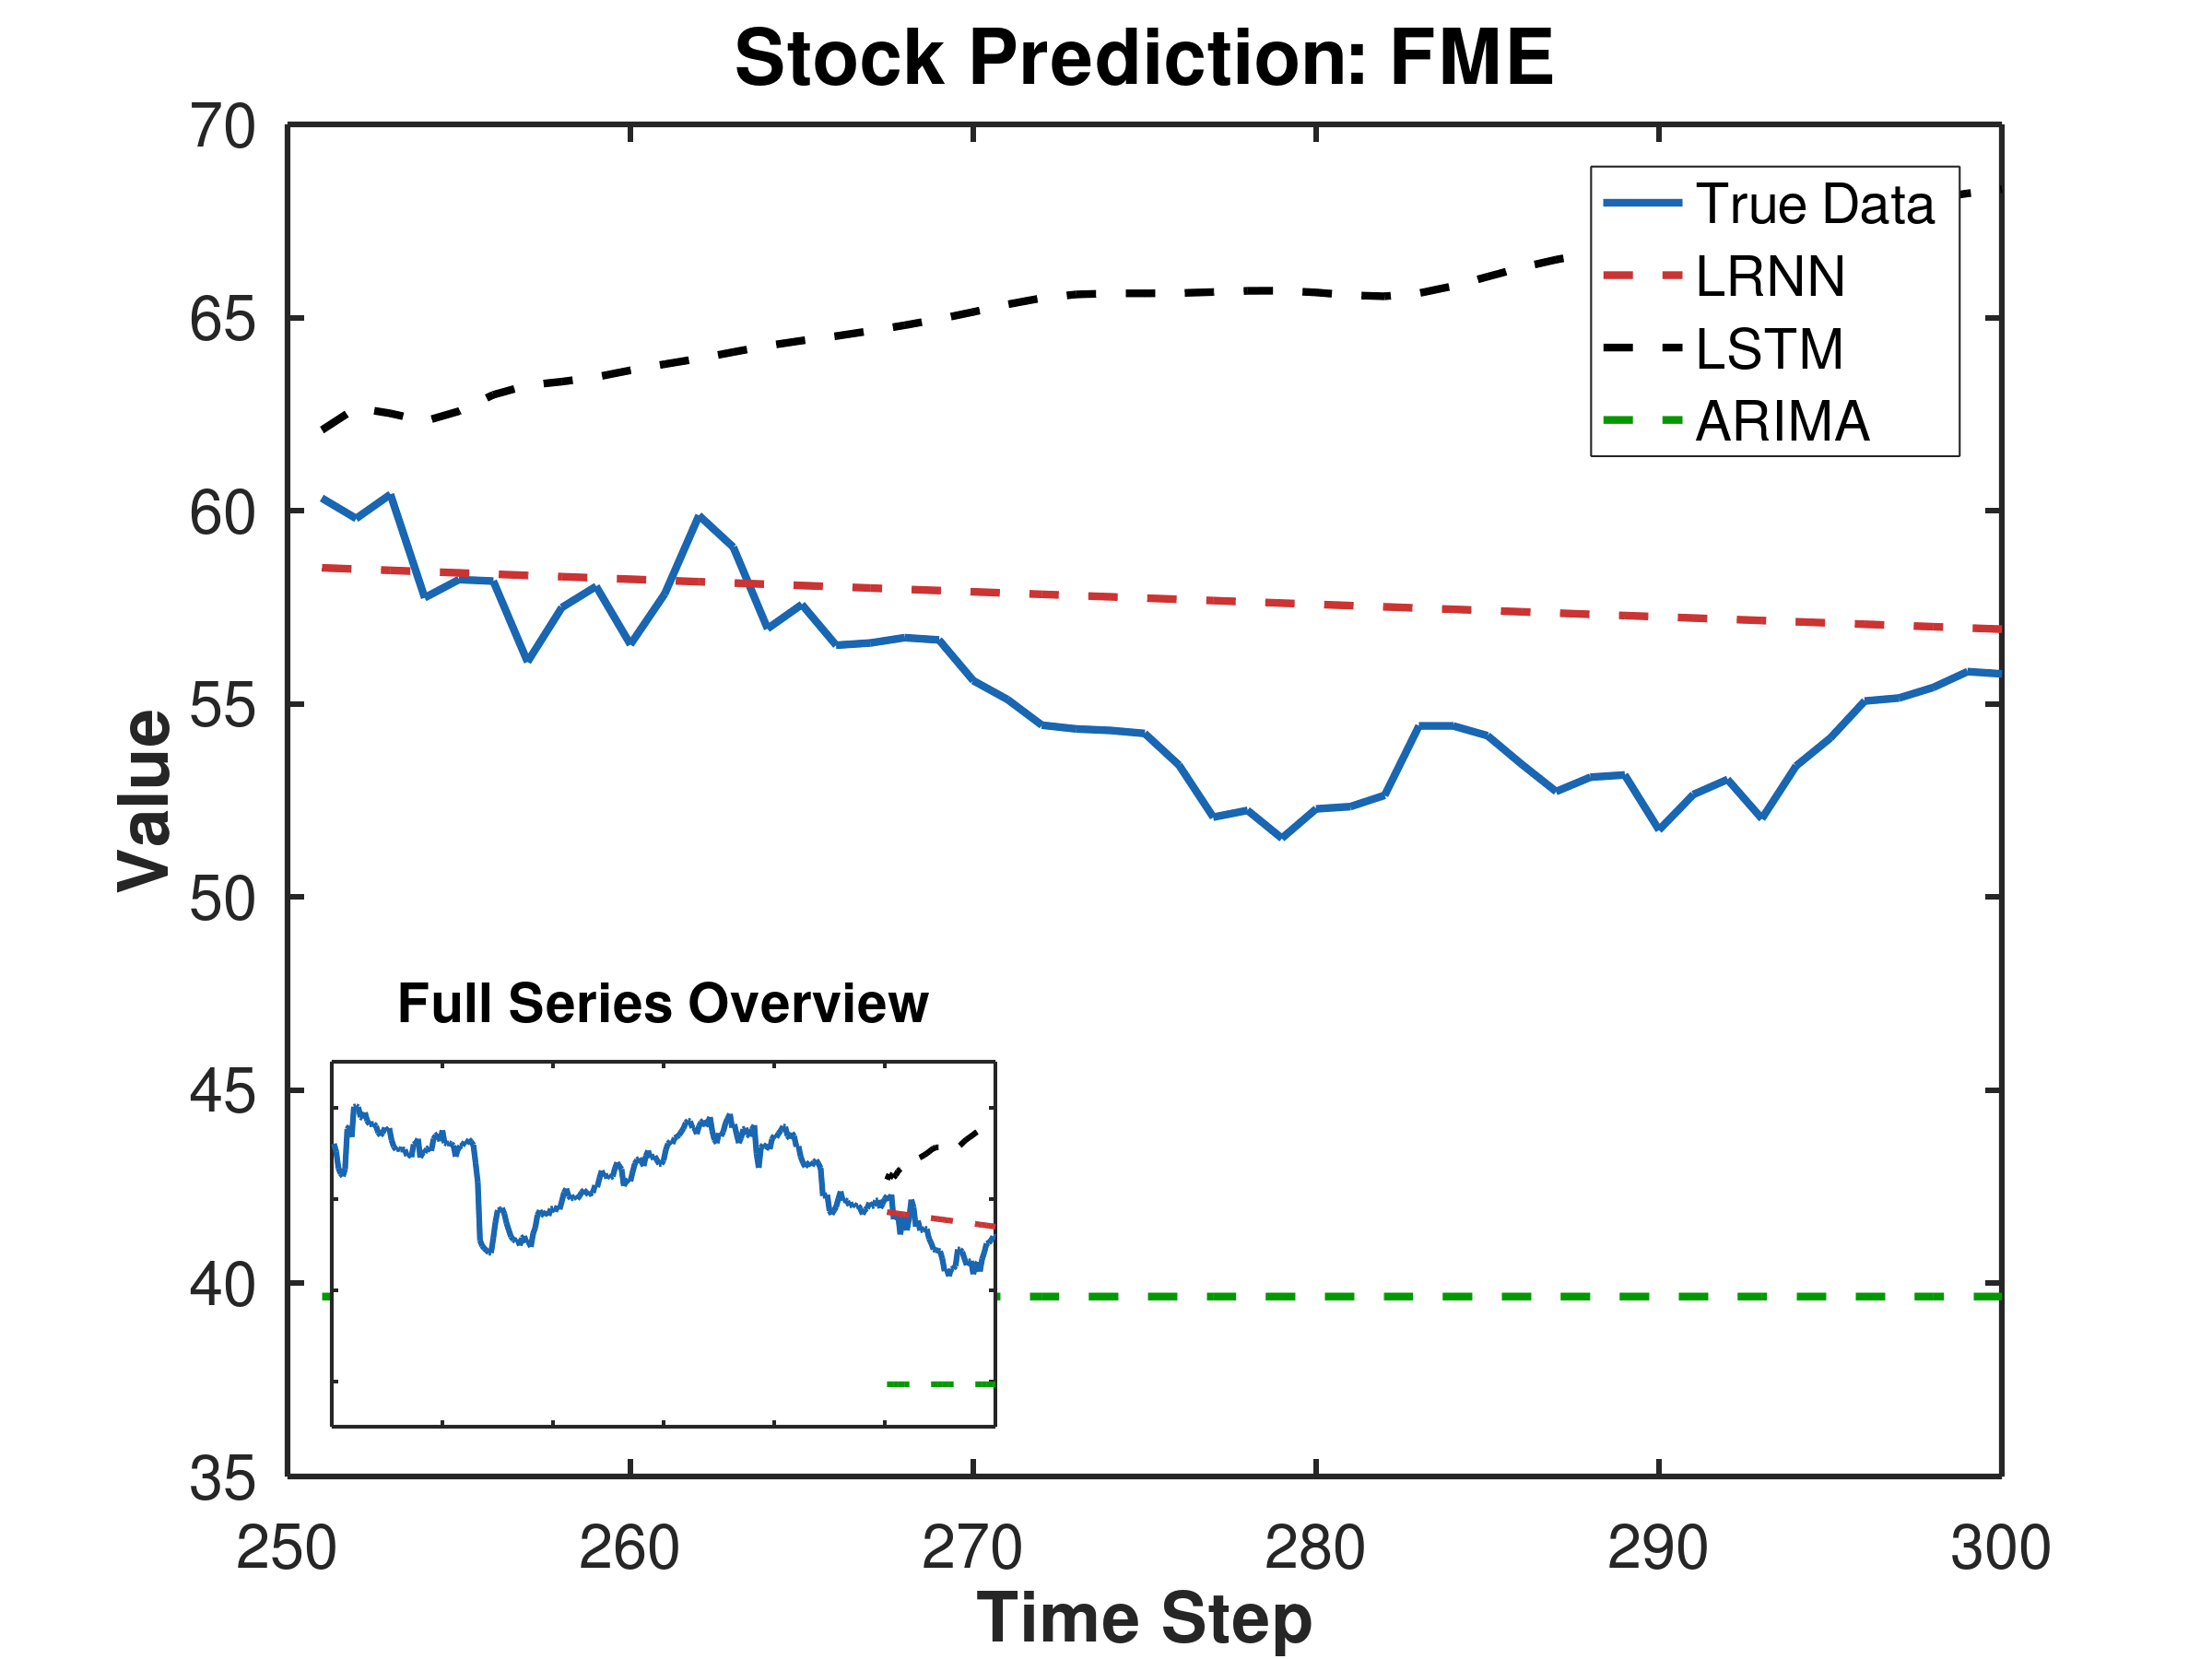 Stock Prediction: FME
70
65
60
55
50
45
40
35
Value
True Data
LRNN
LSTM
ARIMA
Full Series Overview
250 260 270 280 290 300
Time Step